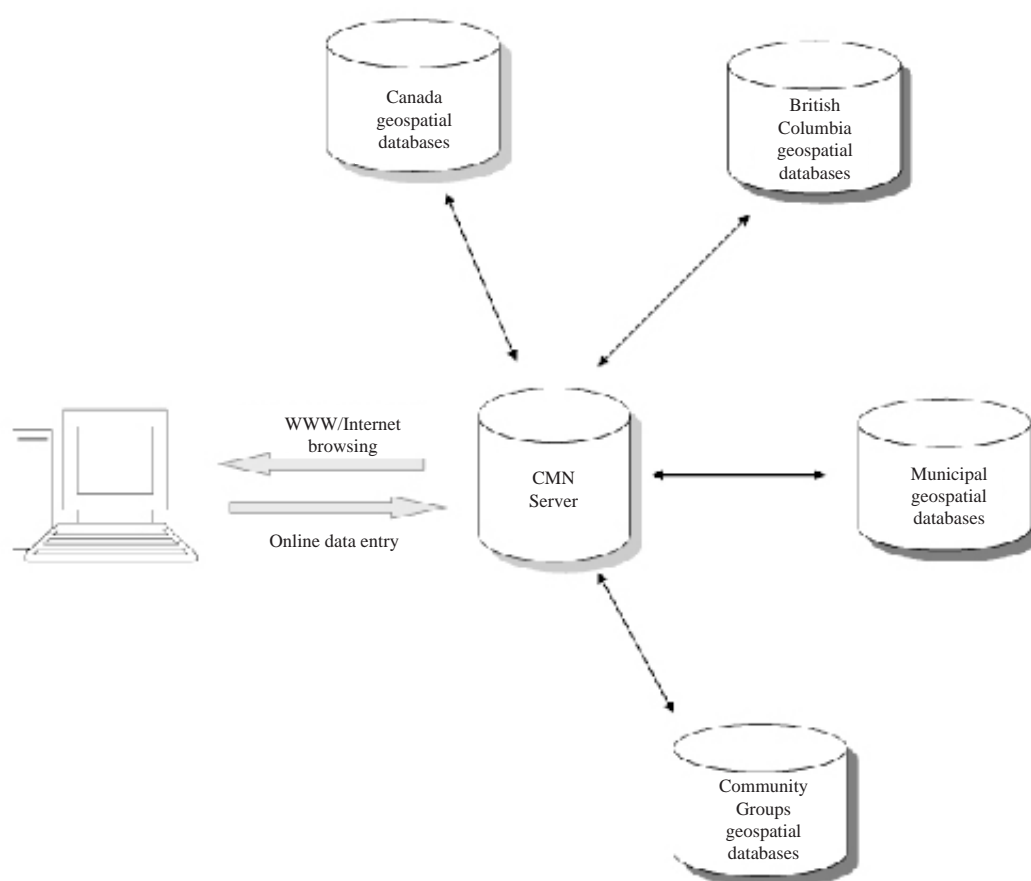 Canada
geospatial
databases
British
Columbia
geospatial
databases
WWW/Internet
browsing
Online data entry
CMN
Server
Municipal
geospatial
databases
Community
Groups
geospatial
databases